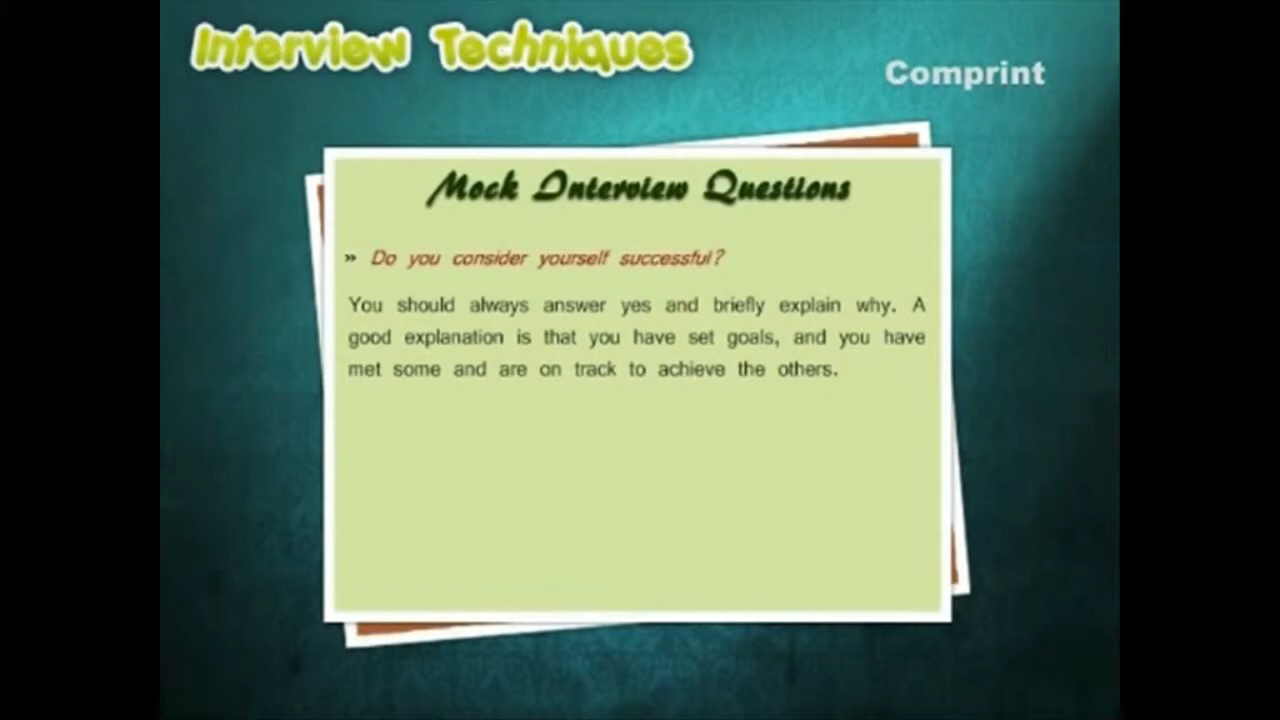 Interview Techniques
Comprint
Mock Interview Questions
» Do you consider yourself successful?
You should always answer yes and briefly explain why. A
good explanation is that you have set goals, and you have
met some and are on track to achieve the others.